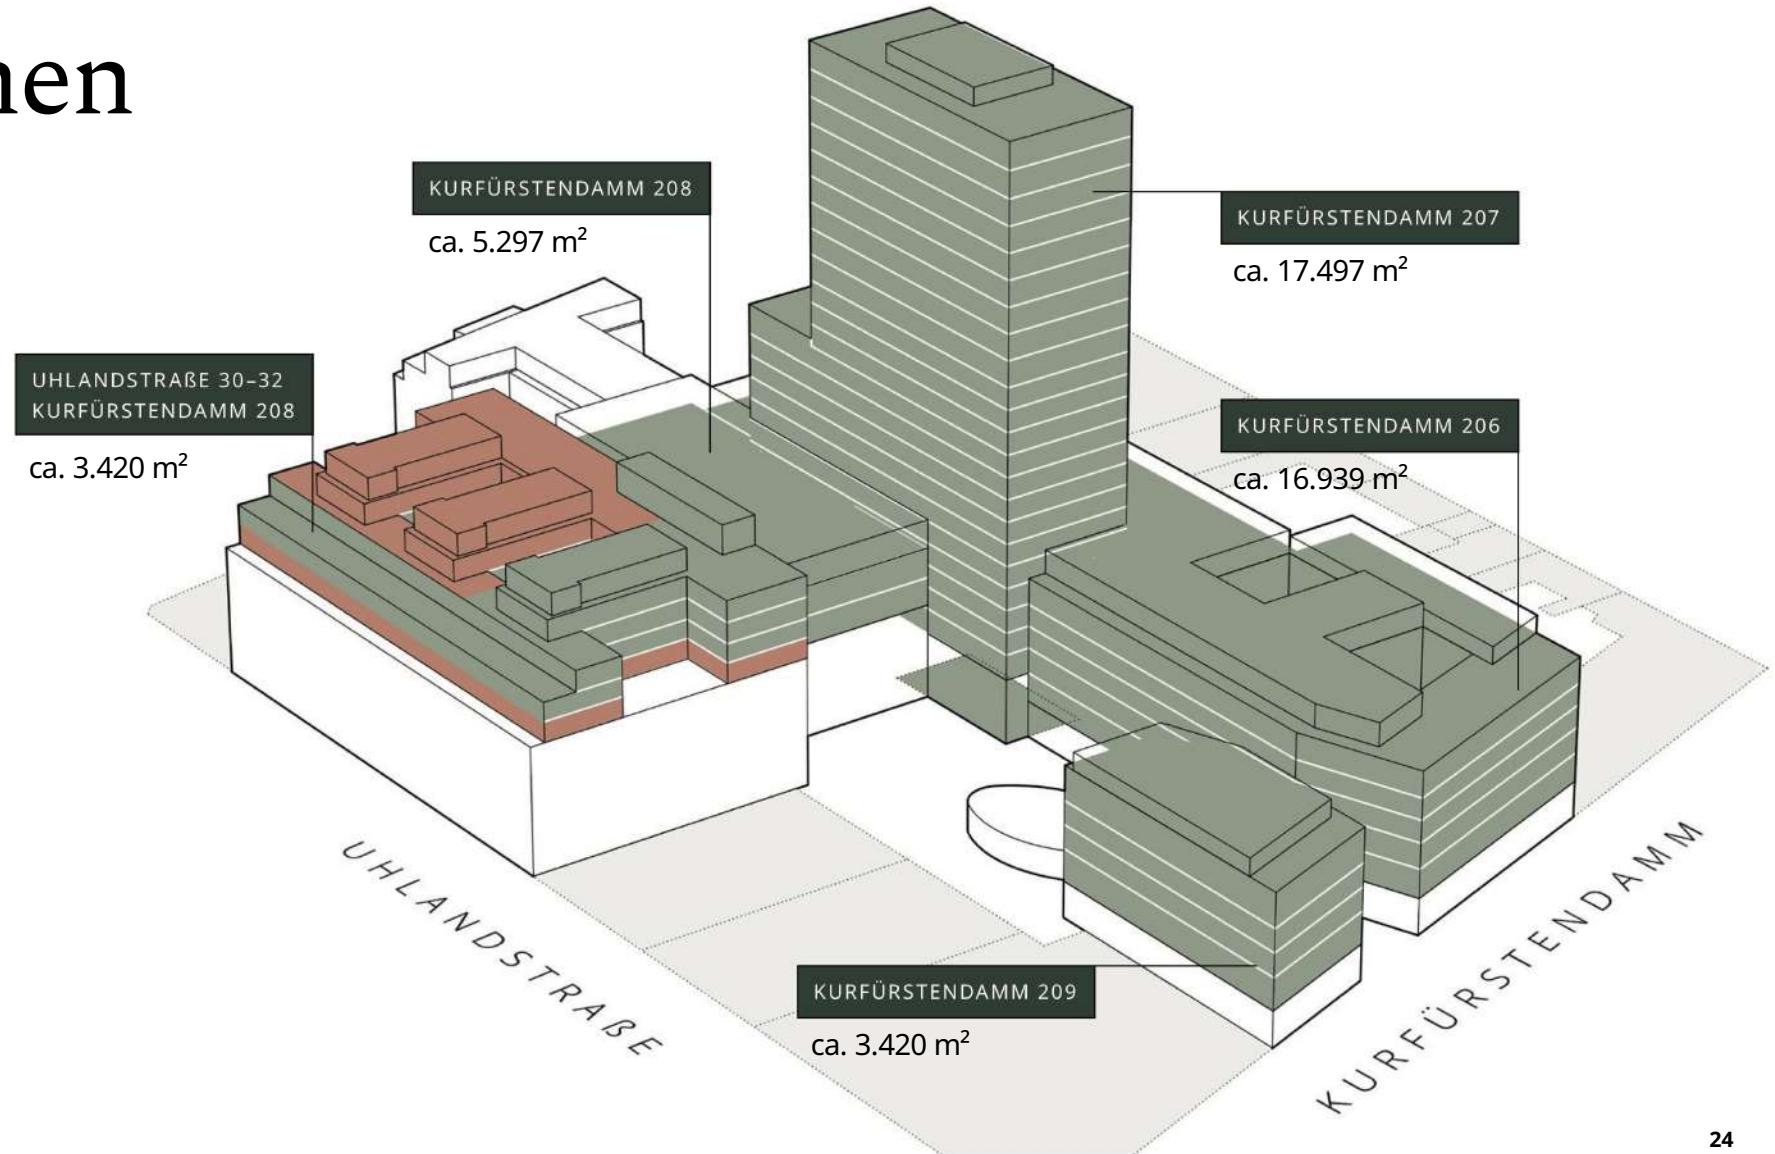 nen
KURFÜRSTENDAMM 208
ca. 5.297 m²
KURFÜRSTENDAMM 207
ca. 17.497 m²
UHLANDSTRAßE 30–32
KURFÜRSTENDAMM 208
ca. 3.420 m²
KURFÜRSTENDAMM 206
ca. 16.939 m²
UHLANDSTRAßE
KURFÜRSTENDAMM 209
ca. 3.420 m²
KURFÜRSTENDAMM
24